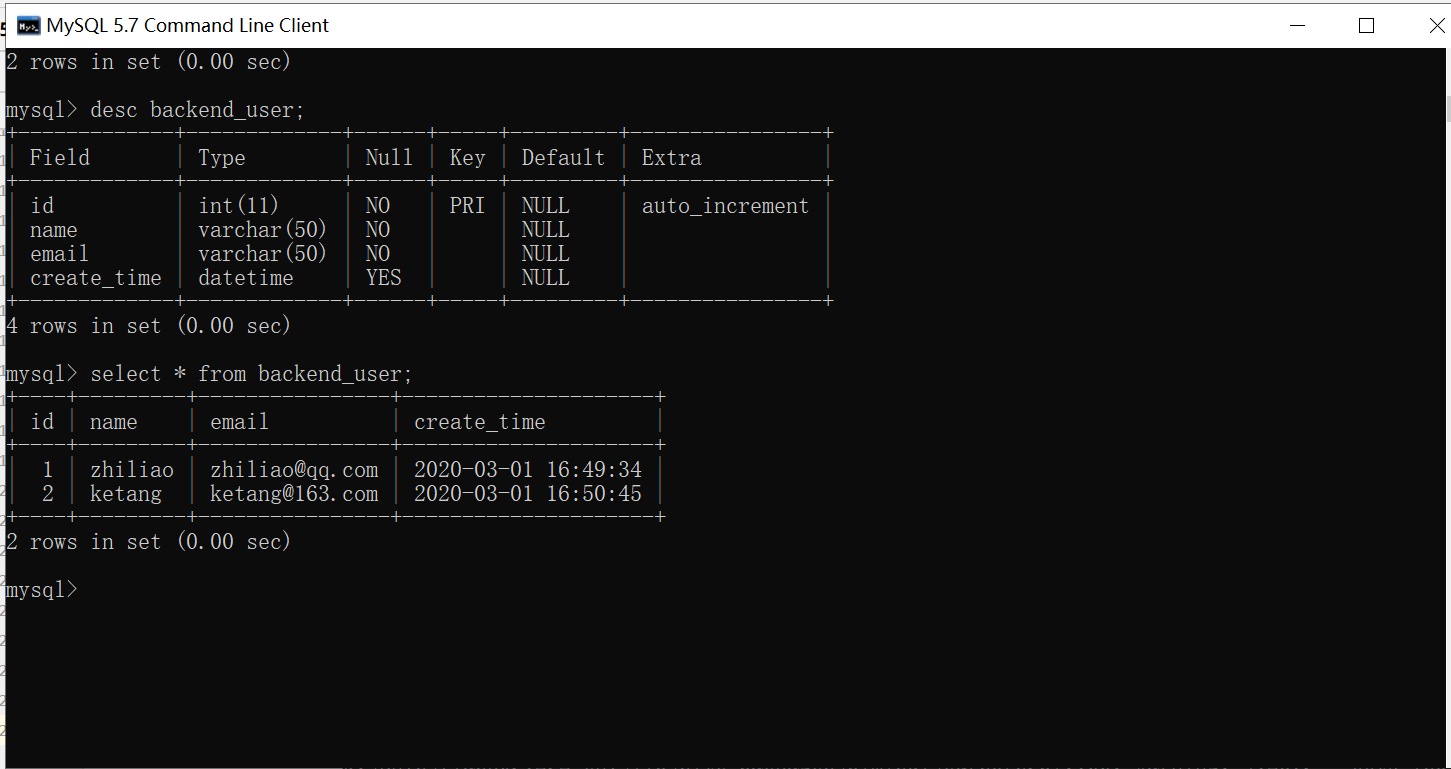 MySQL 5.7 Command Line Client
2 rows in set (0.00 sec)
mysql> desc backend_user;
+-------------+-------------+------+-----+---------+----------------+
| Field       | Type        | Null | Key | Default | Extra          |
+-------------+-------------+------+-----+---------+----------------+
| id          | int(11)     | NO   | PRI | NULL    | auto_increment |
| name        | varchar(50) | NO   |     | NULL    |                |
| email       | varchar(50) | NO   |     | NULL    |                |
| create_time | datetime    | YES  |     | NULL    |                |
+-------------+-------------+------+-----+---------+----------------+
4 rows in set (0.00 sec)
mysql> select * from backend_user;
+----+---------+----------------+---------------------+
| id | name    | email          | create_time         |
+----+---------+----------------+---------------------+
|  1 | zhiliao | zhiliao@qq.com | 2020-03-01 16:49:34 |
|  2 | ketang  | ketang@163.com | 2020-03-01 16:50:45 |
+----+---------+----------------+---------------------+
2 rows in set (0.00 sec)
mysql>